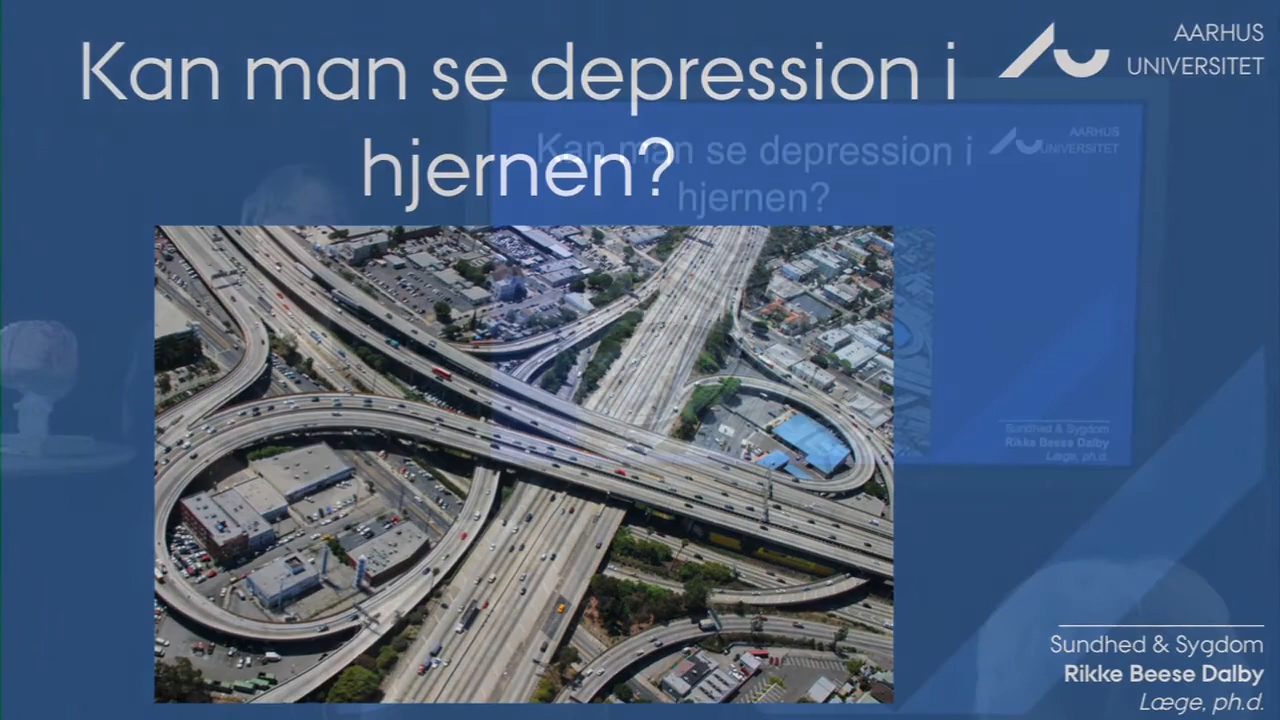 Kan man se depression i
hjernen?
AARHUS
UNIVERSITET
Kan man se depression i
hjernen?
AARHUS
UNIVERSITET
Sundhed & Sygdom
Rikke Beese Dalby
Læge, ph.d.
Sundhed & Sygdom
Rikke Beese Dalby
Læge, ph.d.